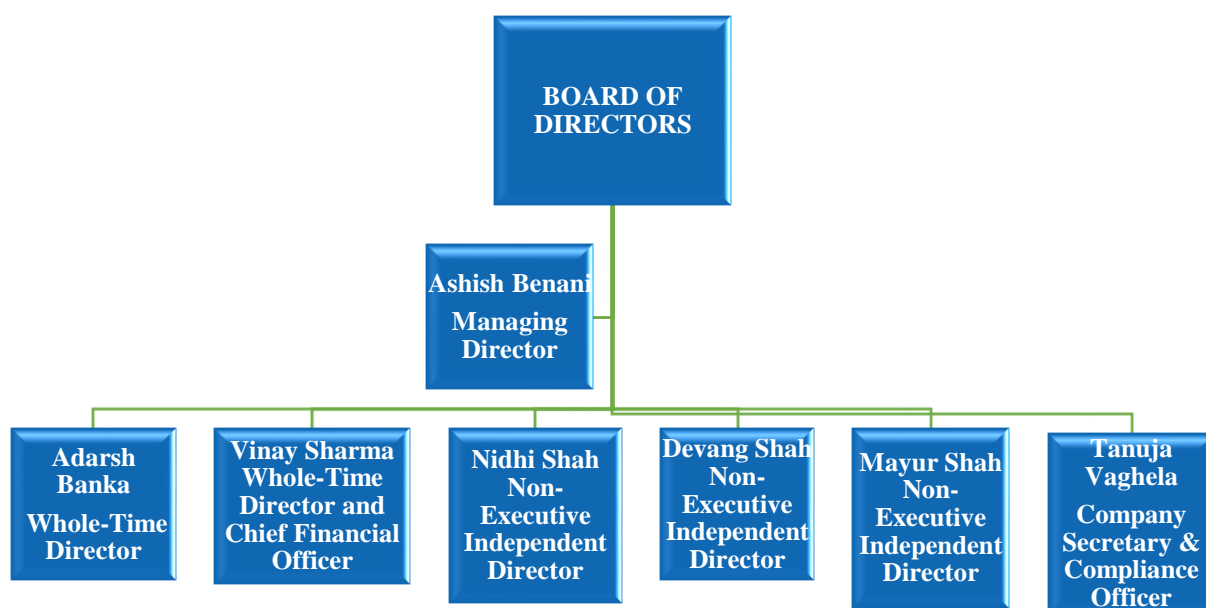 BOARD OF
DIRECTORS
Ashish Benani
Managing
Director
Adarsh
Banka
Whole-Time
Director
Vinay Sharma
Whole-Time
Director and
Chief Financial
Officer
Nidhi Shah
Non-
Executive
Independent
Director
Devang Shah
Non-
Executive
Independent
Director
Mayur Shah
Non-
Executive
Independent
Director
Tanuja
Vaghela
Company
Secretary &
Compliance
Officer